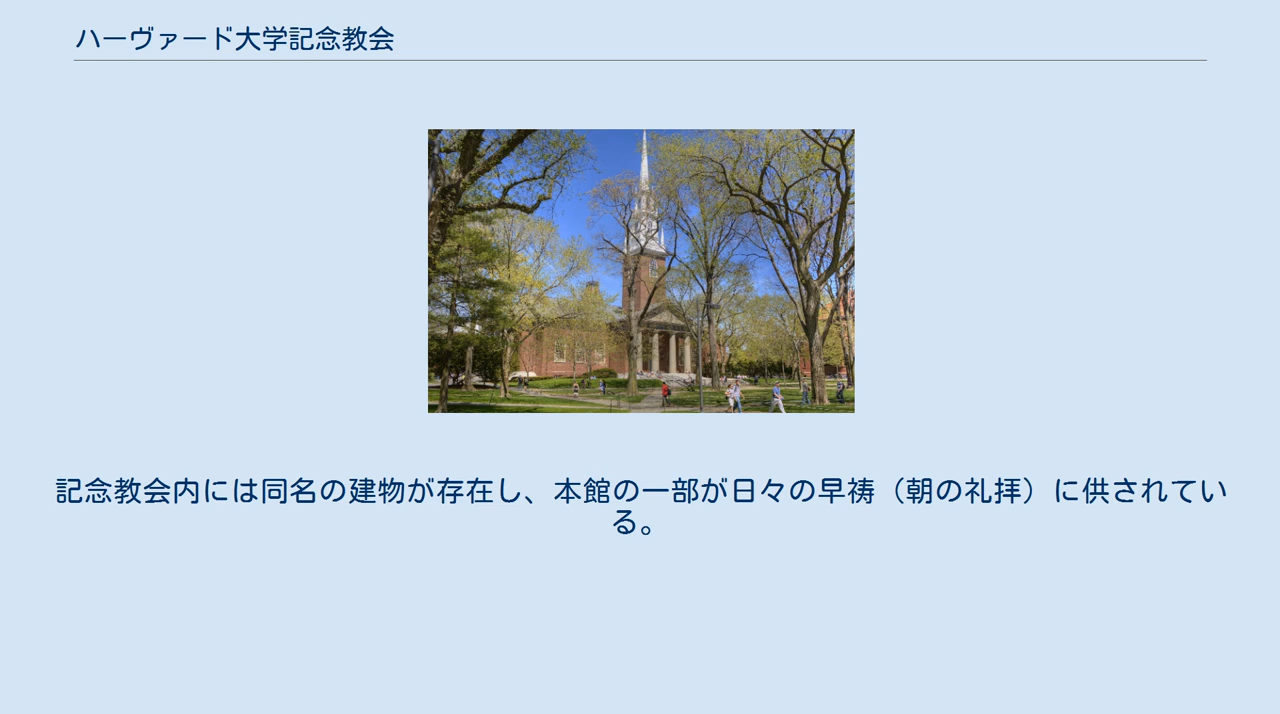 ハーヴァード大学記念教会
記念教会内には同名の建物が存在し、本館の一部が日々の早祷（朝の礼拝）に供されてい
る。